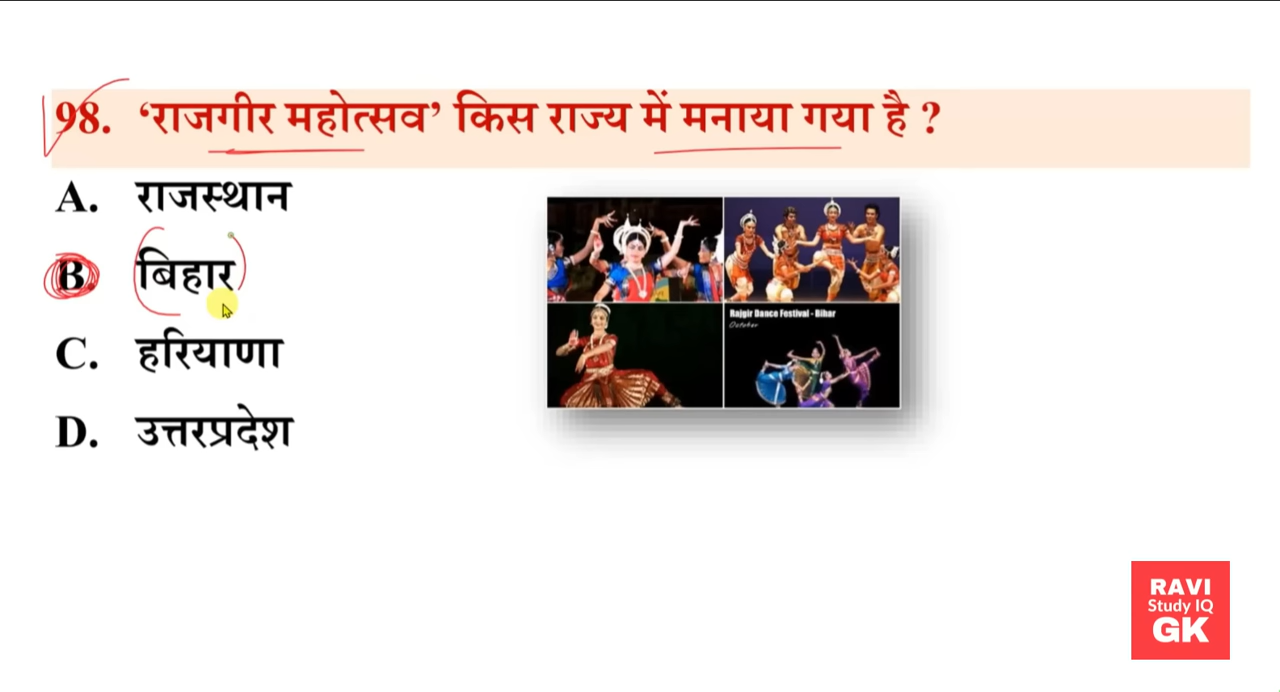 98. ‘राजगीर महोत्सव’ किस राज्य में मनाया गया है ?
A. राजस्थान
B. बिहार
C. हरियाणा
D. उत्तरप्रदेश
Rajgir Dance Festival - Bihar
October
RAVI
Study IQ
GK